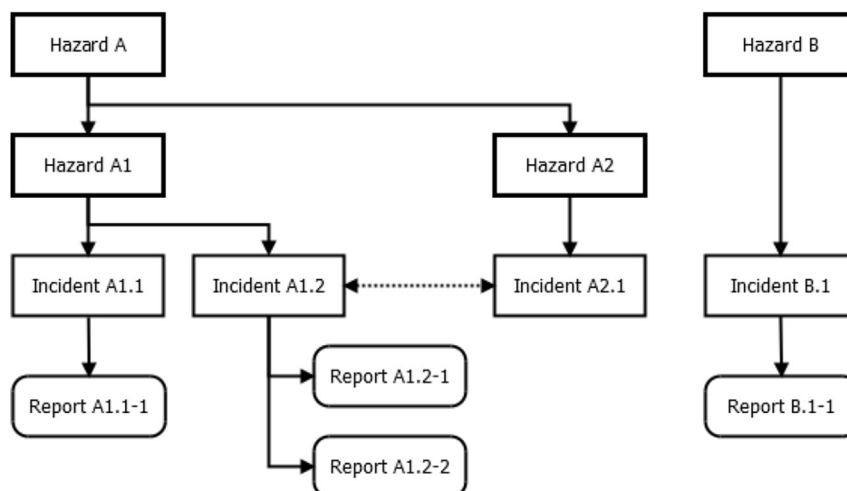 Hazard A
Hazard B
Hazard A1
Hazard A2
Incident A1.1
Incident A1.2
Incident A2.1
Incident B.1
Report A1.2-1
Report A1.1-1
Report B.1-1
Report A1.2-2